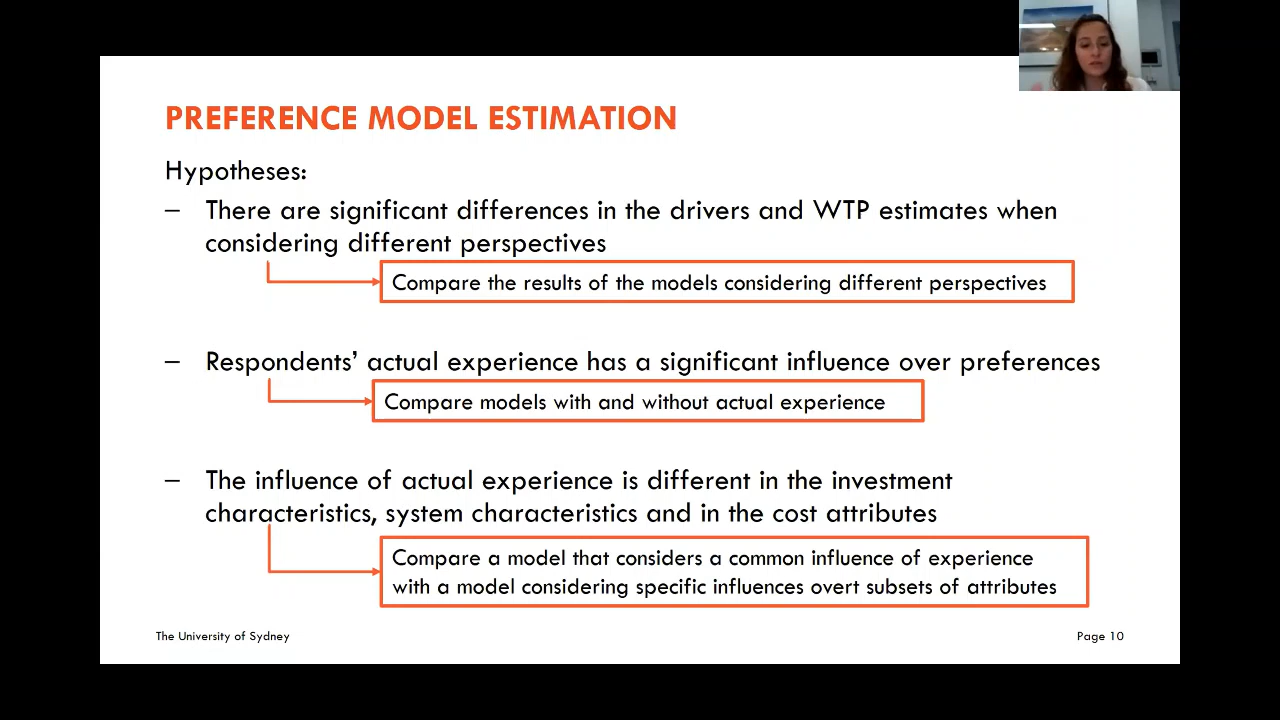 PREFERENCE MODEL ESTIMATION
Hypotheses:
– There are significant differences in the drivers and WTP estimates when
considering different perspectives
Compare the results of the models considering different perspectives
– Respondents’ actual experience has a significant influence over preferences
Compare models with and without actual experience
– The influence of actual experience is different in the investment
characteristics, system characteristics and in the cost attributes
Compare a model that considers a common influence of experience
with a model considering specific influences overt subsets of attributes
The University of Sydney
Page 10